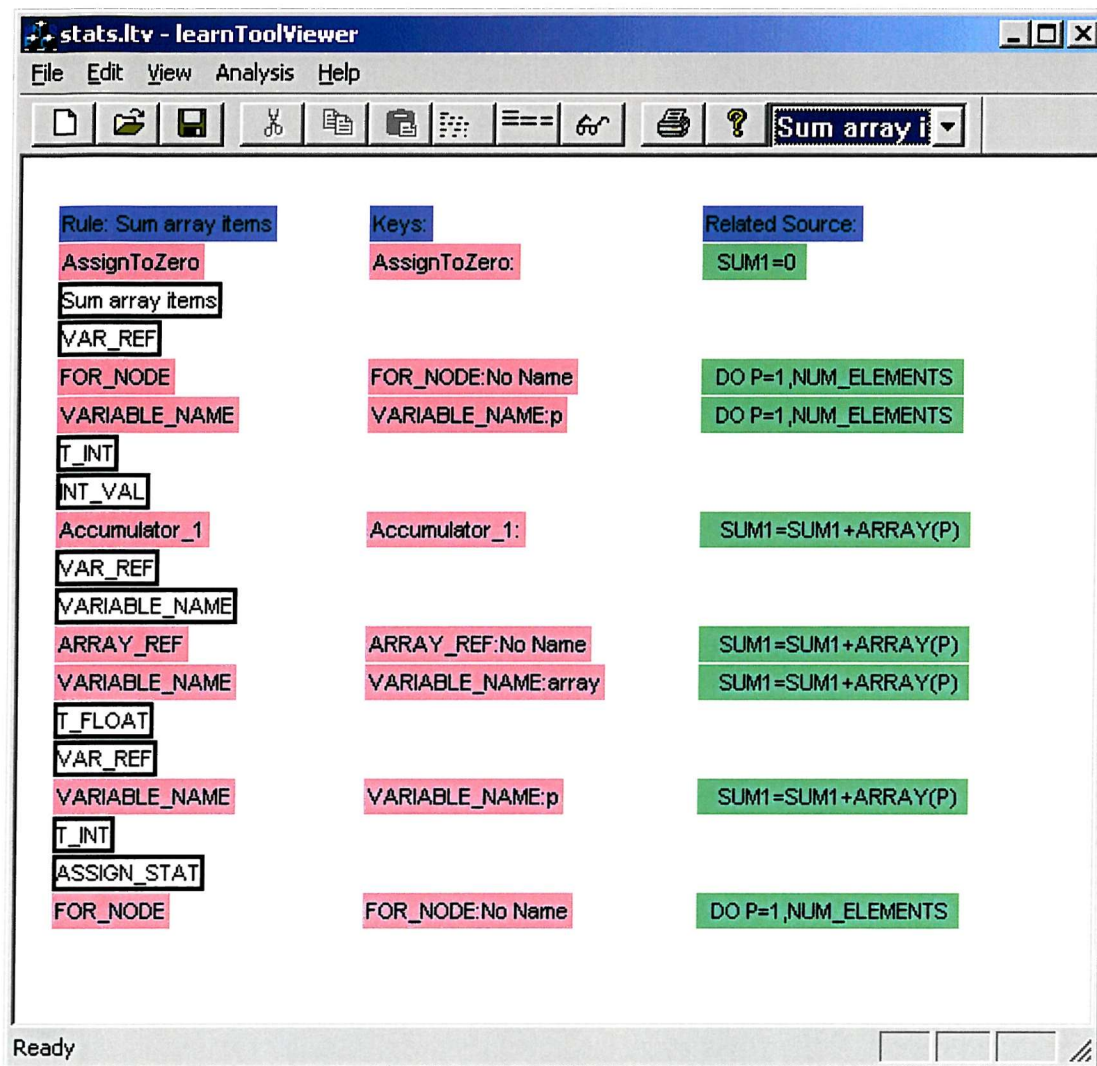 stats.ltv - learnToolViewer
File Edit View Analysis Help
Sum array i
Rule: Sum array items Keys: Related Source:
AssignToZero AssignToZero: SUM1=0
Sum array items
VAR_REF
FOR_NODE FOR_NODE:No Name DO P=1,NUM_ELEMENTS
VARIABLE_NAME VARIABLE_NAME:p DO P=1,NUM_ELEMENTS
T_INT
INT_VAL
Accumulator_1 Accumulator_1: SUM1=SUM1+ARRAY(P)
VAR_REF
VARIABLE_NAME
ARRAY_REF ARRAY_REF:No Name SUM1=SUM1+ARRAY(P)
VARIABLE_NAME VARIABLE_NAME:array SUM1=SUM1+ARRAY(P)
T_FLOAT
VAR_REF
VARIABLE_NAME VARIABLE_NAME:p SUM1=SUM1+ARRAY(P)
T_INT
ASSIGN_STAT
FOR_NODE FOR_NODE:No Name DO P=1,NUM_ELEMENTS
Ready